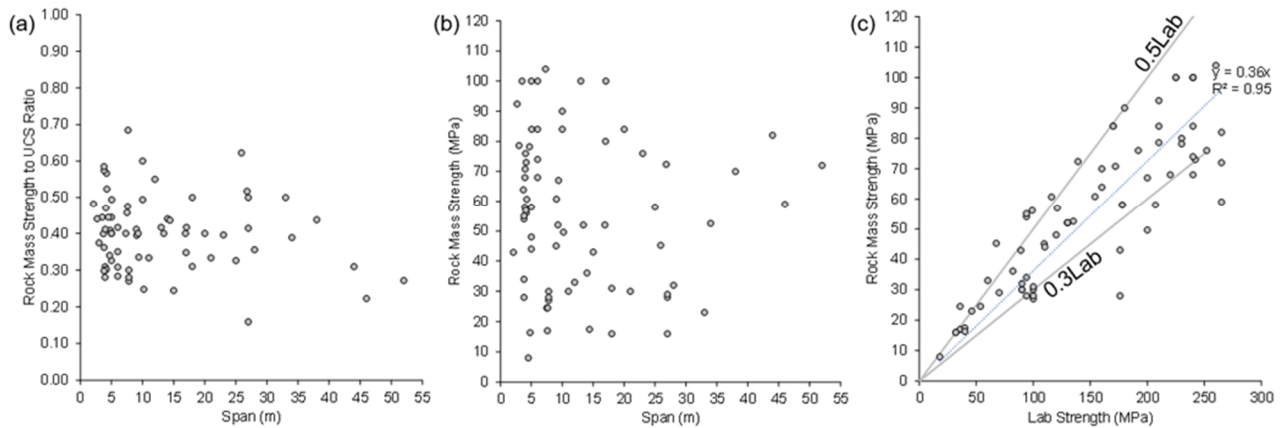 (a)
Rock Mass Strength to UCS Ratio
1.00
0.90
0.80
0.70
0.60
0.50
0.40
0.30
0.20
0.10
0.00
0 5 10 15 20 25 30 35 40 45 50 55
Span (m)
(b)
Rock Mass Strength (MPa)
120
110
100
90
80
70
60
50
40
30
20
10
0
0 5 10 15 20 25 30 35 40 45 50 55
Span (m)
(c)
Rock Mass Strength (MPa)
120
110
100
90
80
70
60
50
40
30
20
10
0
0.5Lab
y = 0.36x
R² = 0.95
0.3Lab
0 50 100 150 200 250 300
Lab Strength (MPa)